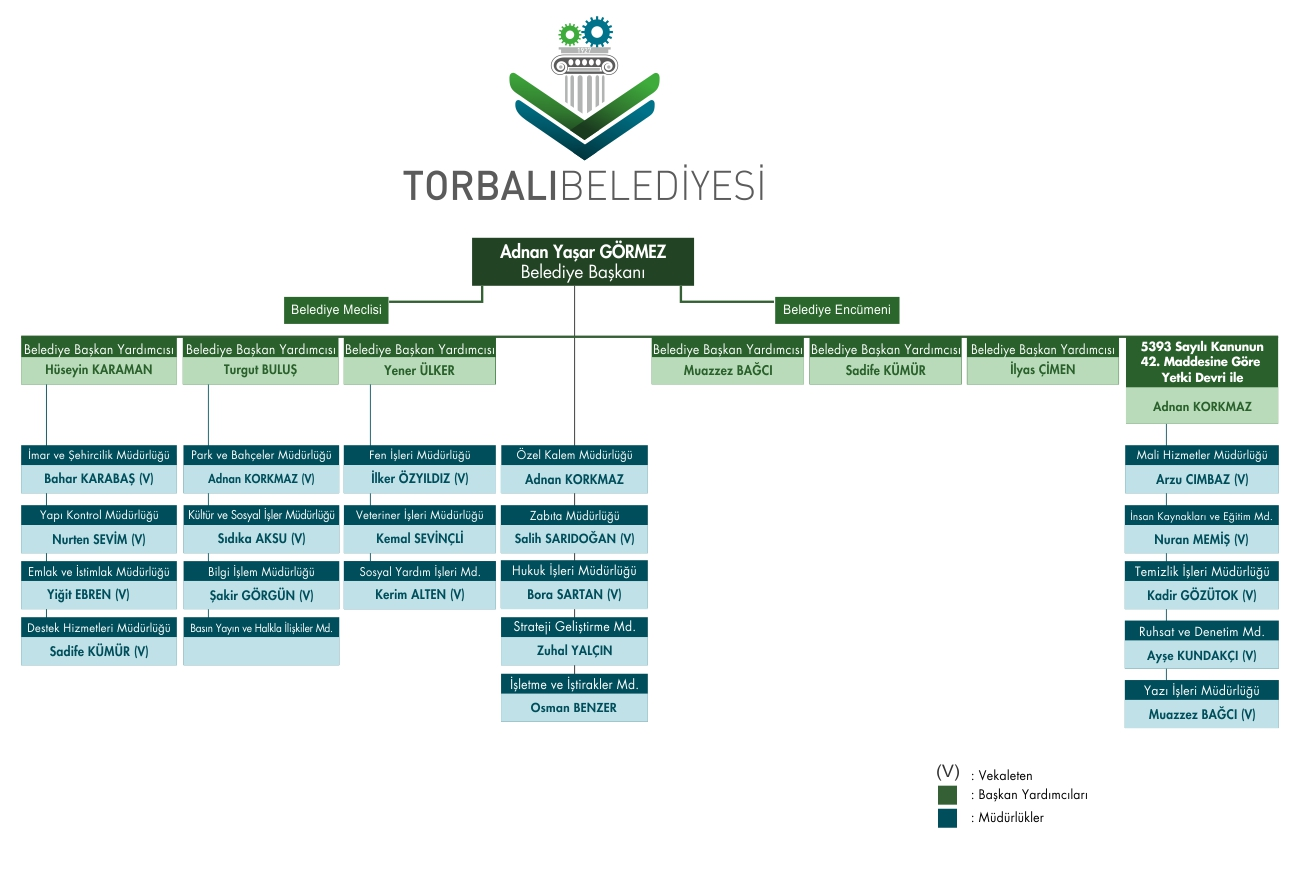 1927
TORBALIBELEDİYESİ
Adnan Yaşar GÖRMEZ
Belediye Başkanı
Belediye Meclisi
Belediye Encümeni
Belediye Başkan Yardımcısı
Hüseyin KARAMAN
Belediye Başkan Yardımcısı
Turgut BULUŞ
Belediye Başkan Yardımcısı
Yener ÜLKER
Belediye Başkan Yardımcısı
Muazzez BAĞCI
Belediye Başkan Yardımcısı
Sadife KÜMÜR
Belediye Başkan Yardımcısı
İlyas ÇİMEN
5393 Sayılı Kanunun
42. Maddesine Göre
Yetki Devri ile
Adnan KORKMAZ
İmar ve Şehircilik Müdürlüğü
Bahar KARABAŞ (V)
Yapı Kontrol Müdürlüğü
Nurten SEVİM (V)
Emlak ve İstimlak Müdürlüğü
Yiğit EBREN (V)
Destek Hizmetleri Müdürlüğü
Sadife KÜMÜR (V)
Park ve Bahçeler Müdürlüğü
Adnan KORKMAZ (V)
Kültür ve Sosyal İşler Müdürlüğü
Sıdıka AKSU (V)
Bilgi İşlem Müdürlüğü
Şakir GÖRGÜN (V)
Basın Yayın ve Halkla İlişkiler Md.
Fen İşleri Müdürlüğü
İlker ÖZYILDIZ (V)
Veteriner İşleri Müdürlüğü
Kemal SEVİNÇLİ
Sosyal Yardım İşleri Md.
Kerim ALTEN (V)
Özel Kalem Müdürlüğü
Adnan KORKMAZ
Zabıta Müdürlüğü
Salih SARIDOĞAN (V)
Hukuk İşleri Müdürlüğü
Bora SARTAN (V)
Strateji Geliştirme Md.
Zuhal YALÇIN
İşletme ve İştirakler Md.
Osman BENZER
Mali Hizmetler Müdürlüğü
Arzu CIMBAZ (V)
İnsan Kaynakları ve Eğitim Md.
Nuran MEMİŞ (V)
Temizlik İşleri Müdürlüğü
Kadir GÖZÜTOK (V)
Ruhsat ve Denetim Md.
Ayşe KUNDAKÇI (V)
Yazı İşleri Müdürlüğü
Muazzez BAĞCI (V)
(V) : Vekaleten
: Başkan Yardımcıları
: Müdürlükler